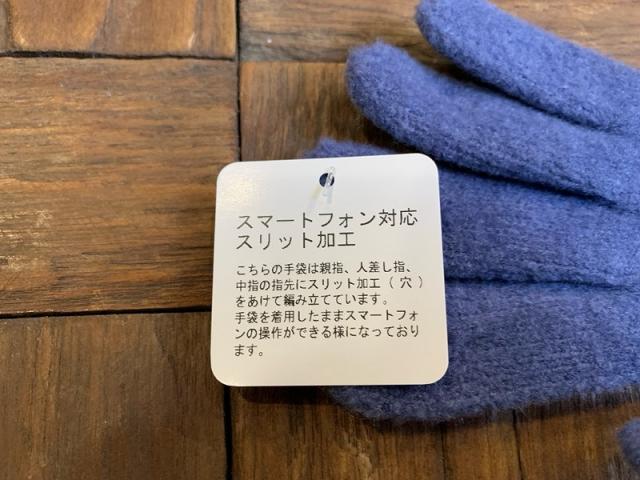 スマートフォン対応
スリット加工
こちらの手袋は親指、人差し指、
中指の指先にスリット加工（穴）
をあけて編み立てています。
手袋を着用したままスマートフォ
ンの操作ができる様になっており
ます。